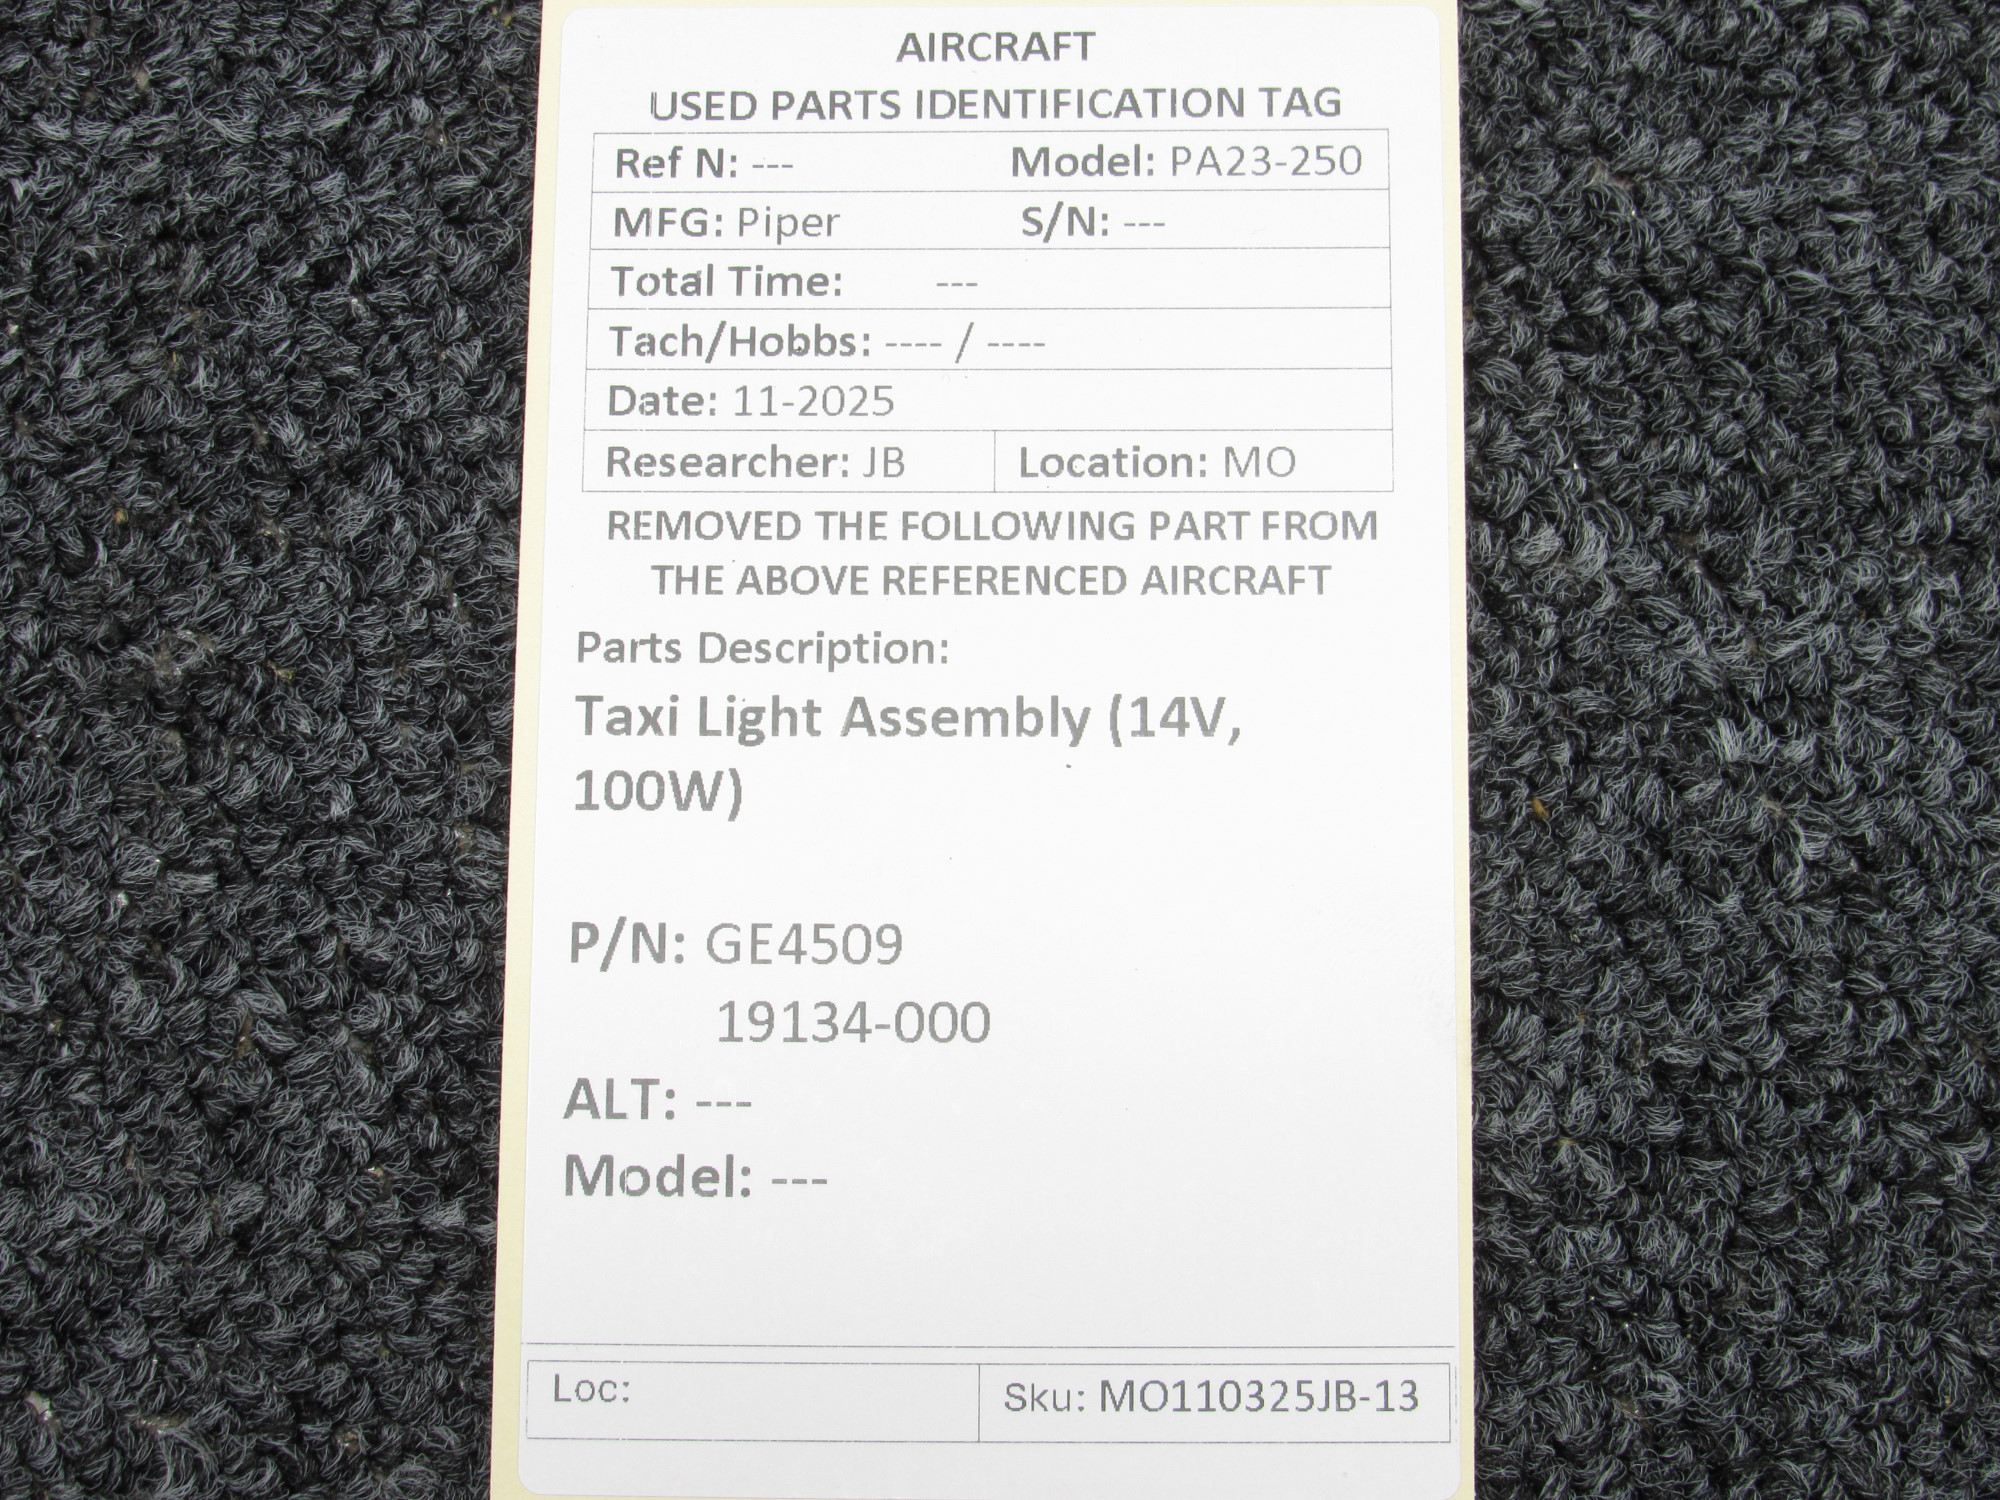 AIRCRAFT
USED PARTS IDENTIFICATION TAG
Ref N: --- Model: PA23-250
MFG: Piper S/N: ---
Total Time: ---
Tach/Hobbs: ---- / ----
Date: 11-2025
Researcher: JB Location: MO
REMOVED THE FOLLOWING PART FROM
THE ABOVE REFERENCED AIRCRAFT
Parts Description:
Taxi Light Assembly (14V,
100W)
P/N: GE4509
19134-000
ALT: ---
Model: ---
Loc: Sku: MO110325JB-13